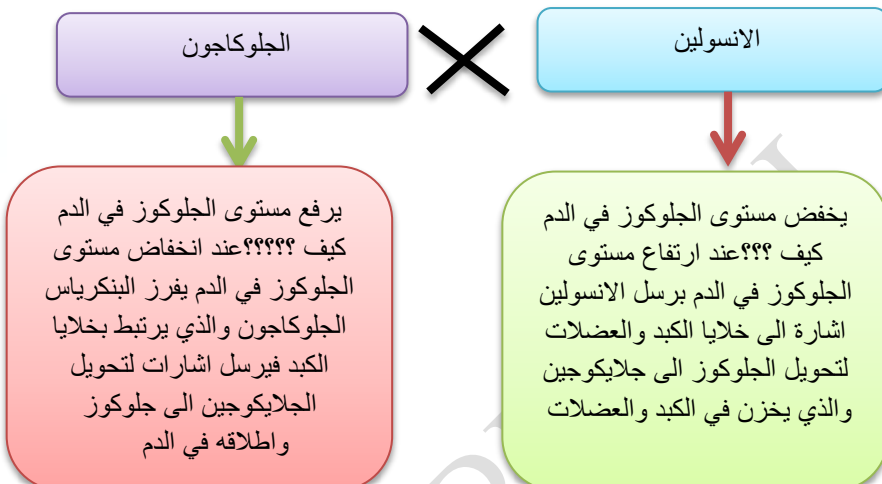 الانسولين
الجلوكاجون
يخفض مستوى الجلوكوز في الدم
كيف ؟؟؟عند ارتفاع مستوى
الجلوكوز في الدم برسل الانسولين
اشارة الى خلايا الكبد والعضلات
لتحويل الجلوكوز الى جلايكوجين
والذي يخزن في الكبد والعضلات
يرفع مستوى الجلوكوز في الدم
كيف ؟؟؟؟؟عند انخفاض مستوى
الجلوكوز في الدم يفرز البنكرياس
الجلوكاجون والذي يرتبط بخلايا
الكبد فيرسل اشارات لتحويل
الجلايكوجين الى جلوكوز
واطلاقه في الدم